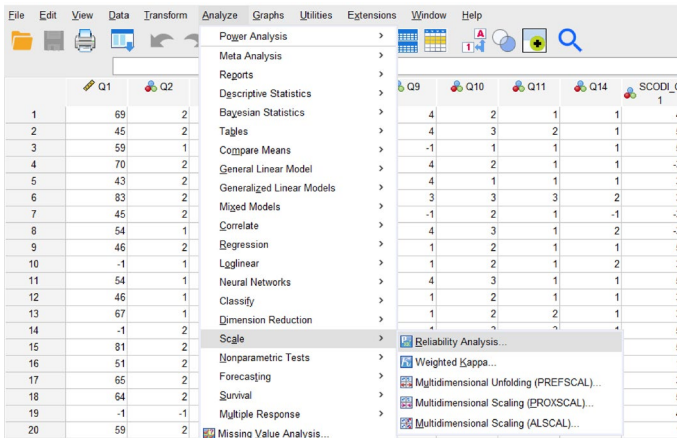 File Edit View Data Transform Analyze Graphs Utilities Extensions Window Help
Power Analysis
Meta Analysis
Reports
Descriptive Statistics
Bayesian Statistics
Tables
Compare Means
General Linear Model
Generalized Linear Models
Mixed Models
Correlate
Regression
Loglinear
Neural Networks
Classify
Dimension Reduction
Scale
Nonparametric Tests
Forecasting
Survival
Multiple Response
Missing Value Analysis...
Reliability Analysis...
Weighted Kappa...
Multidimensional Unfolding (PREFSCAL)...
Multidimensional Scaling (PROXSCAL)...
Multidimensional Scaling (ALSCAL)...
Q1 Q2 Q9 Q10 Q11 Q14 SCODI_
1
1 69 2 4 2 1 1
2 45 2 4 3 2 1
3 59 1 -1 1 1 1
4 70 2 4 2 1 1
5 43 2 4 1 1 1
6 83 2 3 3 3 2
7 45 2 -1 2 1 -1
8 54 1 4 3 1 2
9 46 2 1 2 1 1
10 -1 1 1 2 1 2
11 54 1 4 3 1 1
12 46 1 1 2 1 1
13 67 1 1 2 2 1
14 -1 2
15 81 2
16 51 2
17 65 2
18 64 2
19 -1 -1
20 59 2